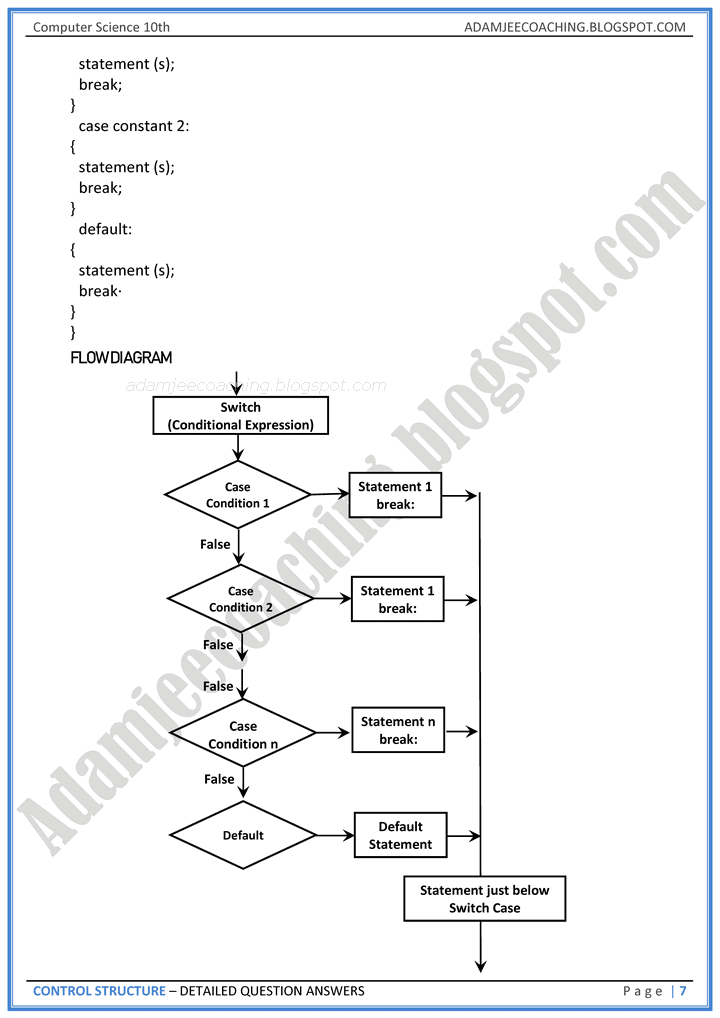 Computer Science 10th
ADAMJEECOACHING.BLOGSPOT.COM
statement (s);
break;
}
case constant 2:
{
statement (s);
break;
}
default:
{
statement (s);
break·
}
}
FLOW DIAGRAM
adamjeecoaching.blogspot.com
Switch
(Conditional Expression)
Case
Condition 1
Statement 1
break:
False
Case
Condition 2
Statement 1
break:
False
False
Case
Condition n
Statement n
break:
False
Default
Default
Statement
Statement just below
Switch Case
Adamjeecoaching.blogspot.com
CONTROL STRUCTURE – DETAILED QUESTION ANSWERS
Page | 7